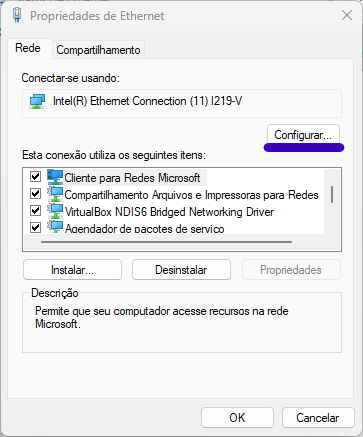 Propriedades de Ethernet
Rede
Compartilhamento
Conectar-se usando:
Intel(R) Ethernet Connection (11) I219-V
Configurar...
Esta conexão utiliza os seguintes itens:
Cliente para Redes Microsoft
Compartilhamento Arquivos e Impressoras para Redes
VirtualBox NDIS6 Bridged Networking Driver
Agendador de pacotes de serviço
Instalar...
Desinstalar
Propriedades
Descrição
Permite que seu computador acesse recursos na rede
Microsoft.
OK
Cancelar